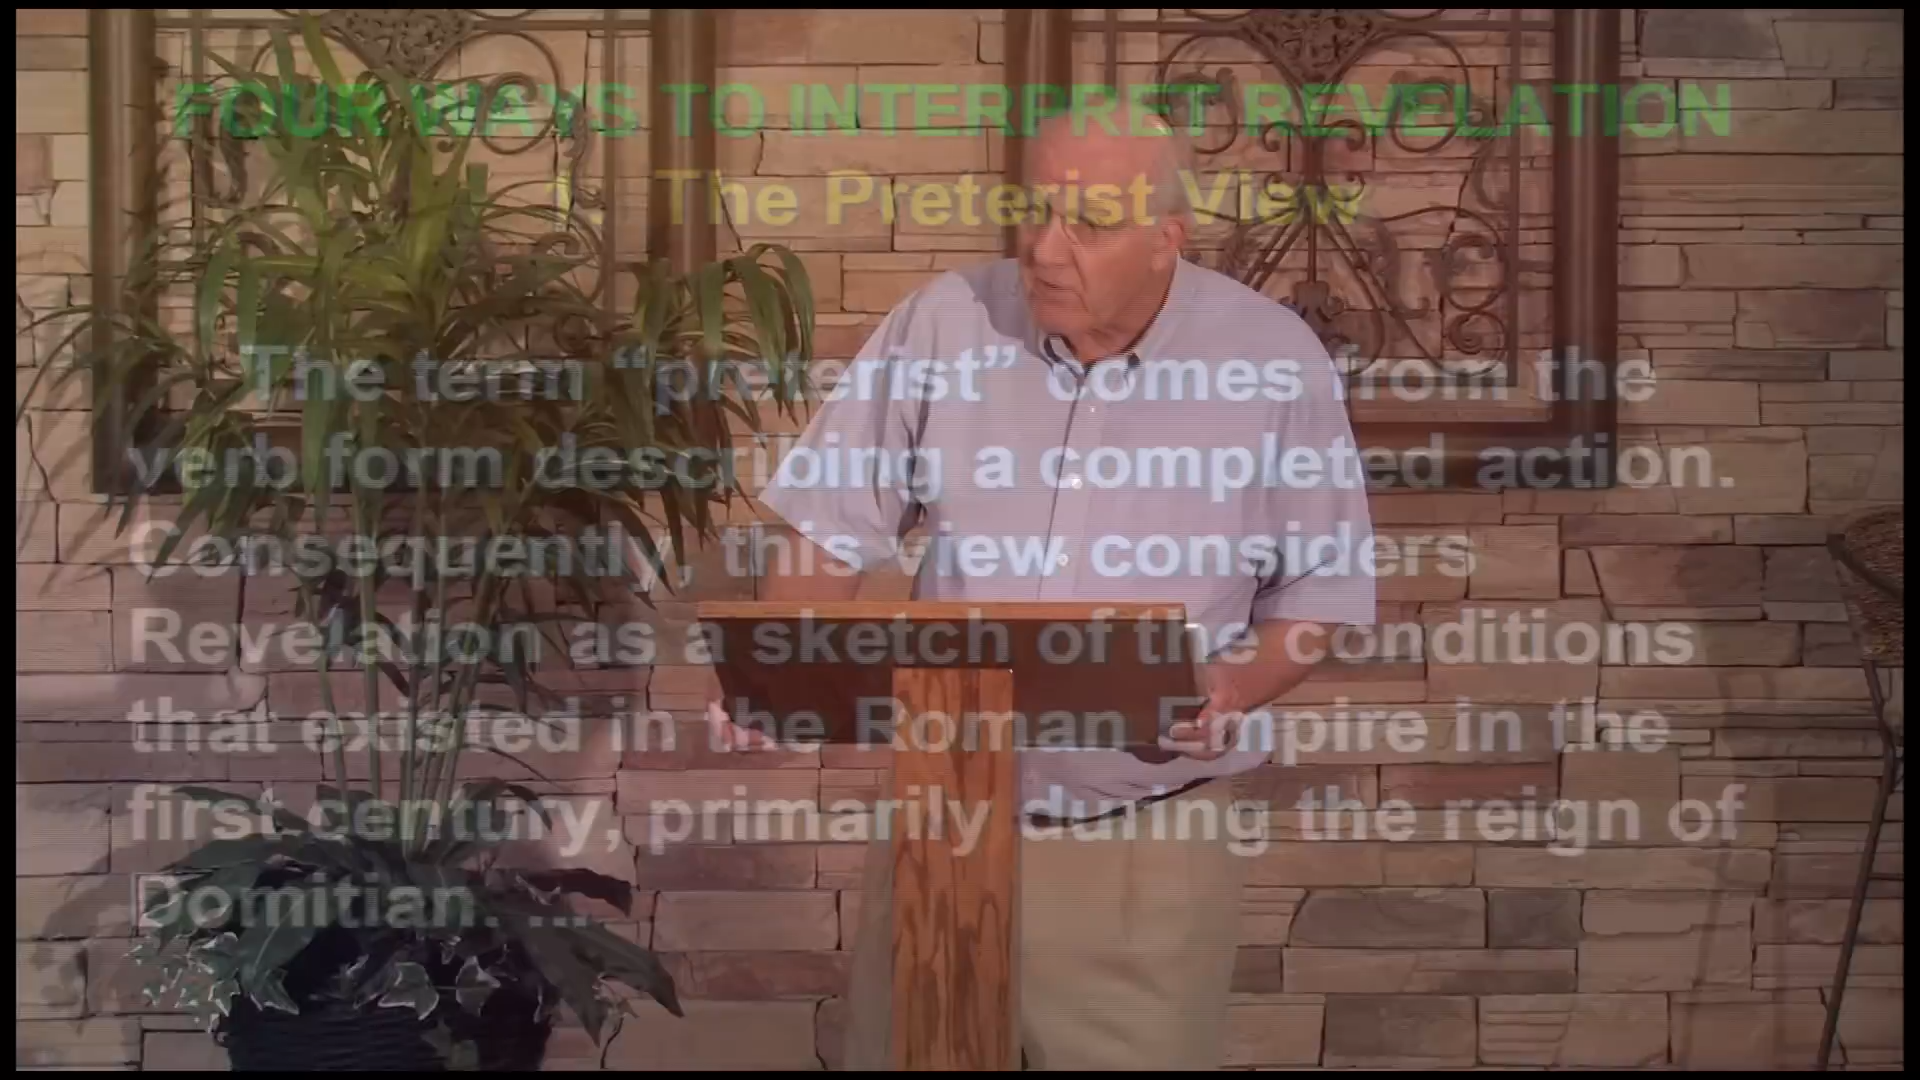 FOUR WAYS TO INTERPRET REVELATION
1. The Preterist View
The term “preterist” comes from the
verb form describing a completed action.
Consequently, this view considers
Revelation as a sketch of the conditions
that existed in the Roman Empire in the
first century, primarily during the reign of
Domitian. ...